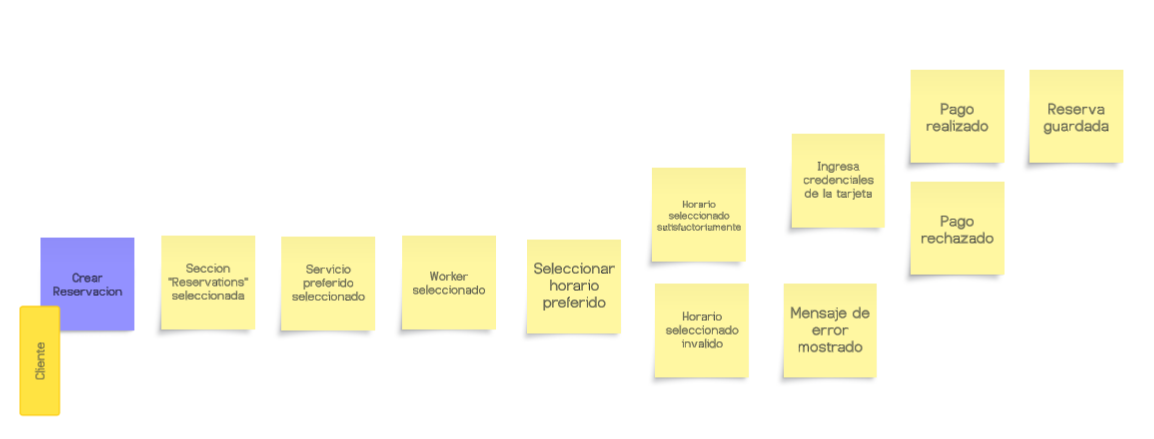 Crear
Reservacion
Cliente
Seccion
"Reservations"
seleccionada
Servicio
preferido
seleccionado
Worker
seleccionado
Seleccionar
horario
preferido
Horario
seleccionado
satisfactoriamente
Horario
seleccionado
invalido
Ingresa
credenciales
de la tarjeta
Mensaje de
error
mostrado
Pago
realizado
Pago
rechazado
Reserva
guardada